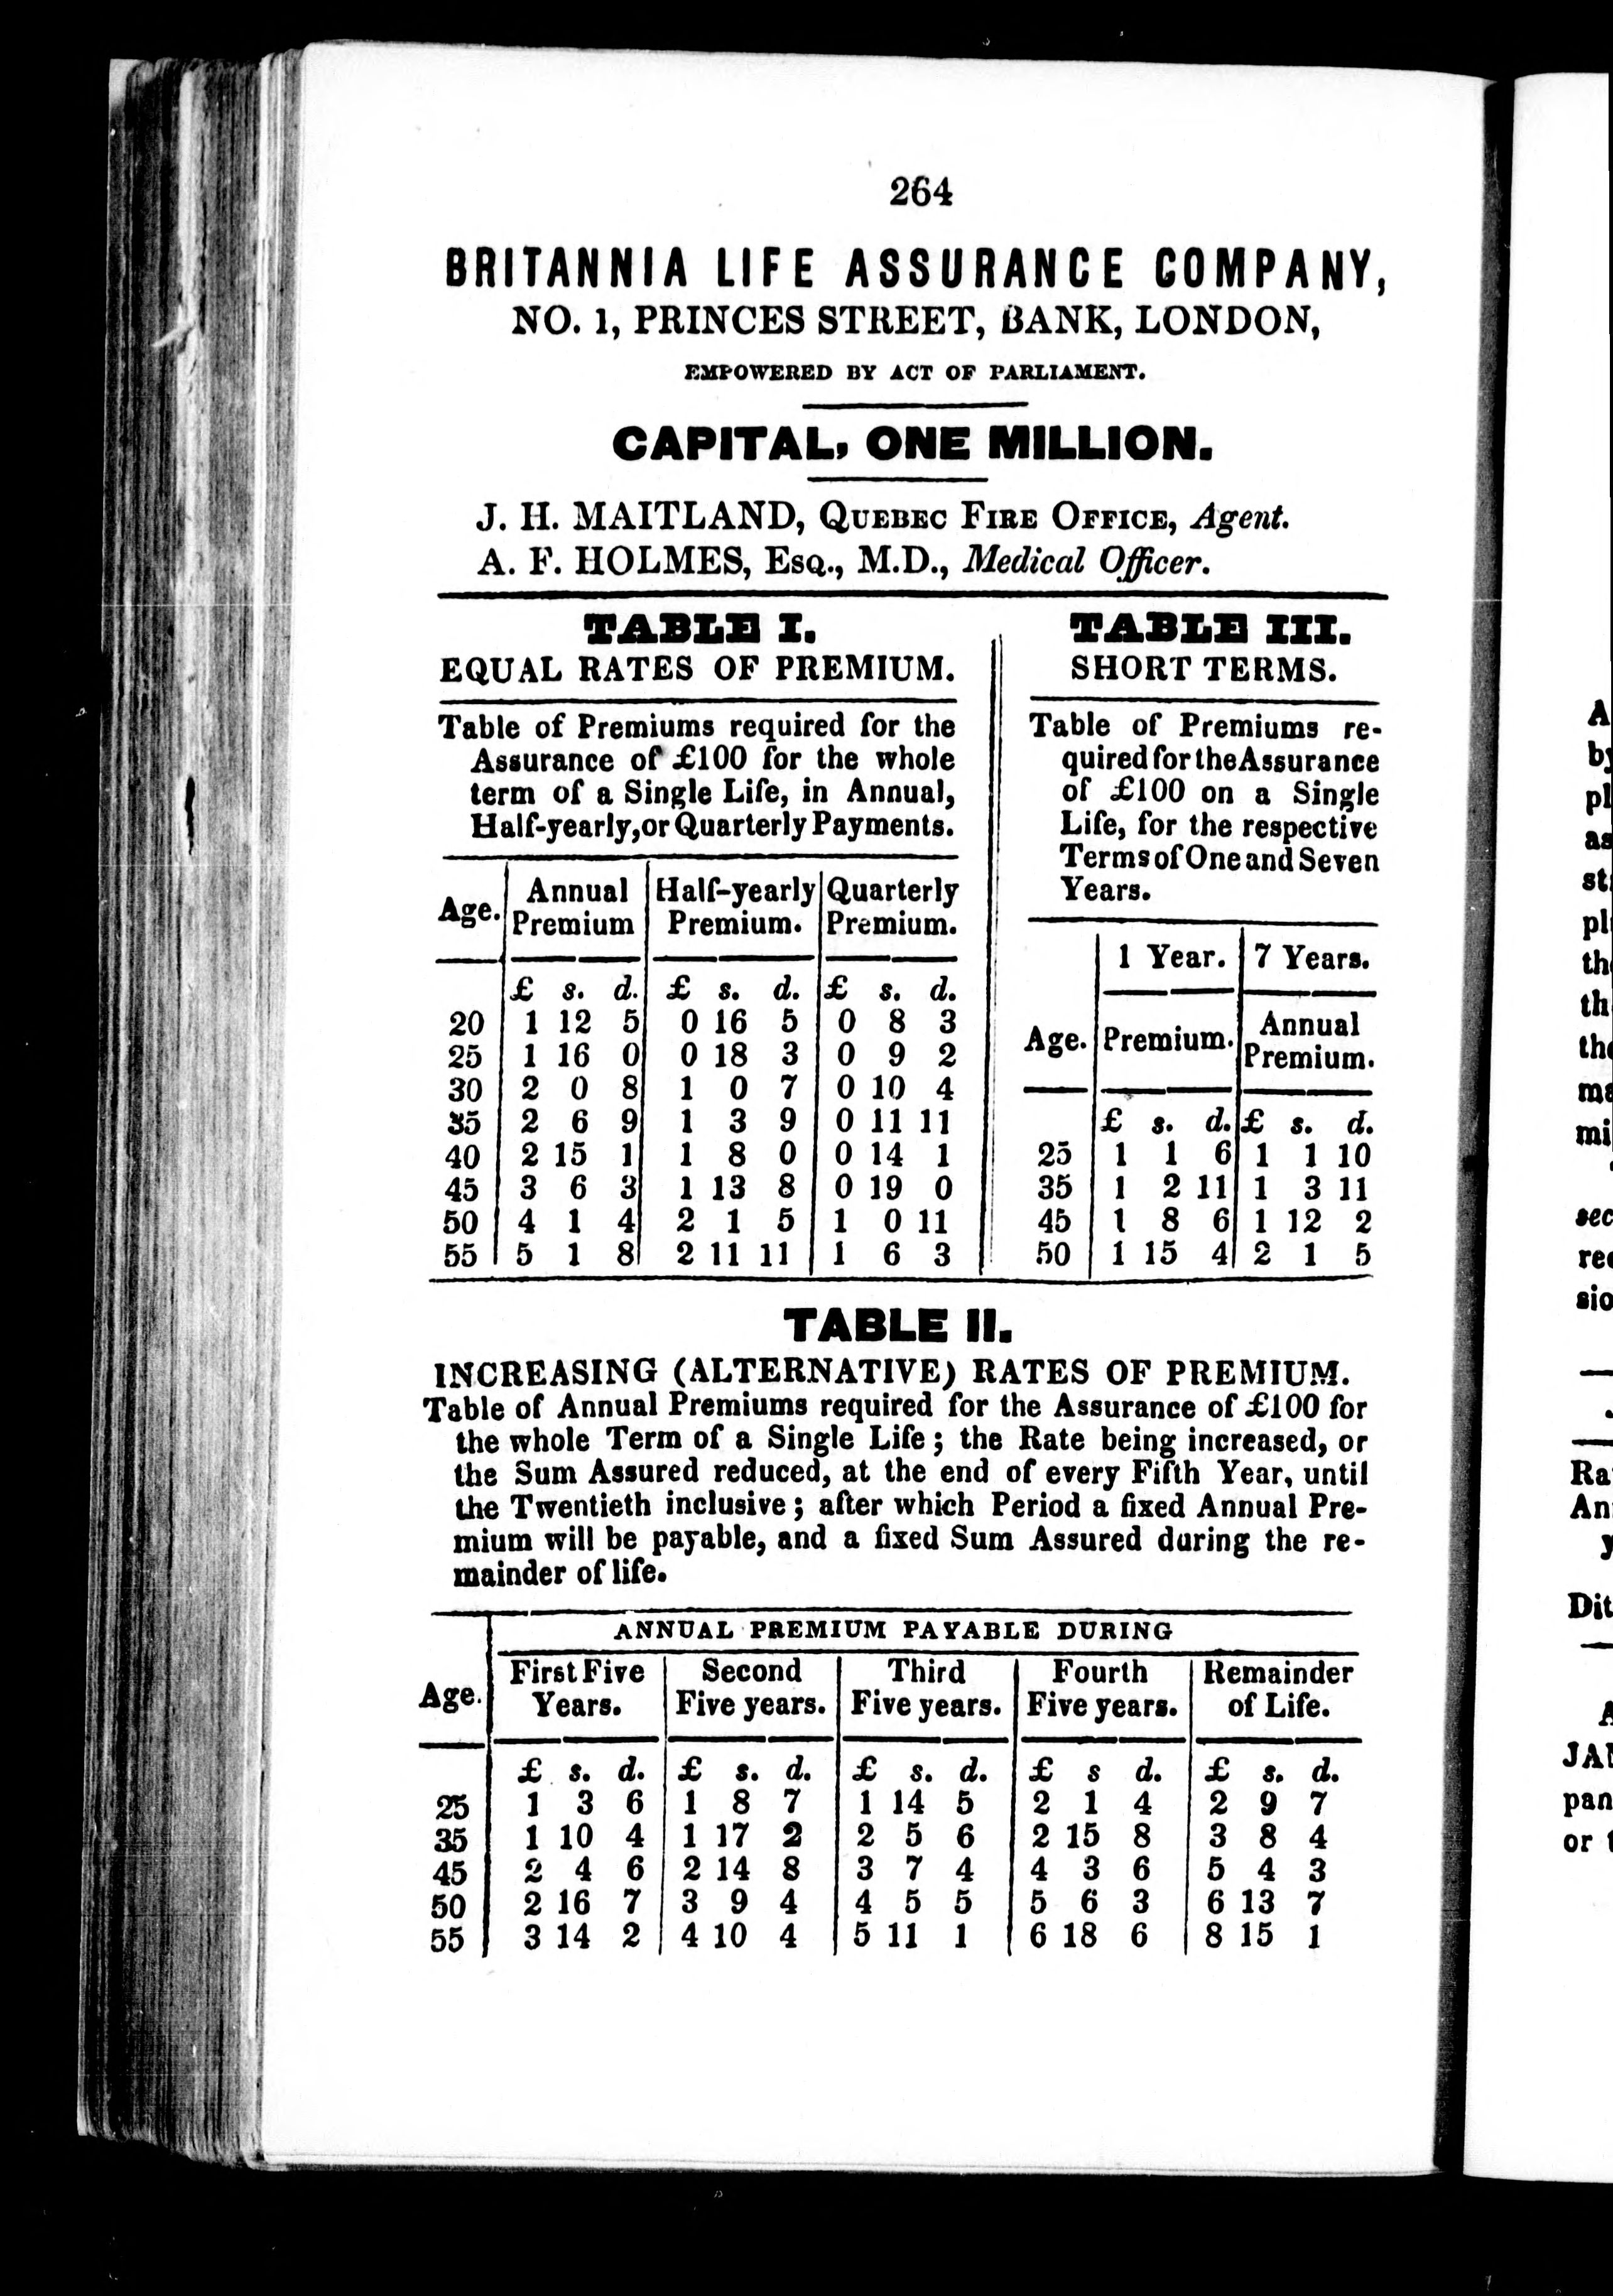 264
BRITANNIA LIFE ASSURANCE COMPANY,
NO. 1, PRINCES STREET, BANK, LONDON,
EMPOWERED BY ACT OF PARLIAMENT.
CAPITAL, ONE MILLION.
J. H. MAITLAND, QUEBEC FIRE OFFICE, Agent.
A. F. HOLMES, ESQ., M.D., Medical Officer.
TABLE I.
EQUAL RATES OF PREMIUM.
Table of Premiums required for the
Assurance of £100 for the whole
term of a Single Life, in Annual,
Half-yearly, or Quarterly Payments.
Age. Annual Premium Half-yearly Premium. Quarterly Premium.
£ s. d. £ s. d. £ s. d.
20 1 12 5 0 16 5 0 8 3
25 1 16 0 0 18 3 0 9 2
30 2 0 8 1 0 7 0 10 4
35 2 6 9 1 3 9 0 11 11
40 2 15 1 1 8 0 0 14 1
45 3 6 3 1 13 8 0 19 0
50 4 1 4 2 1 5 1 0 11
55 5 1 8 2 11 11 1 6 3
TABLE III.
SHORT TERMS.
Table of Premiums re-
quired for the Assurance
of £100 on a Single
Life, for the respective
Terms of One and Seven
Years.
1 Year. 7 Years.
Age. Premium. Annual Premium.
£ s. d. £ s. d.
25 1 1 6 1 1 10
35 1 2 11 1 3 11
45 1 8 6 1 12 2
50 1 15 4 2 1 5
TABLE II.
INCREASING (ALTERNATIVE) RATES OF PREMIUM.
Table of Annual Premiums required for the Assurance of £100 for
the whole Term of a Single Life; the Rate being increased, or
the Sum Assured reduced, at the end of every Fifth Year, until
the Twentieth inclusive; after which Period a fixed Annual Pre-
mium will be payable, and a fixed Sum Assured during the re-
mainder of life.
ANNUAL PREMIUM PAYABLE DURING
Age. First Five Years. Second Five years. Third Five years. Fourth Five years. Remainder of Life.
£ s. d. £ s. d. £ s. d. £ s d. £ s. d.
25 1 3 6 1 8 7 1 14 5 2 1 4 2 9 7
35 1 10 4 1 17 2 2 5 6 2 15 8 3 8 4
45 2 4 6 2 14 8 3 7 4 4 3 6 5 4 3
50 2 16 7 3 9 4 4 5 5 5 6 3 6 13 7
55 3 14 2 4 10 4 5 11 1 6 18 6 8 15 1